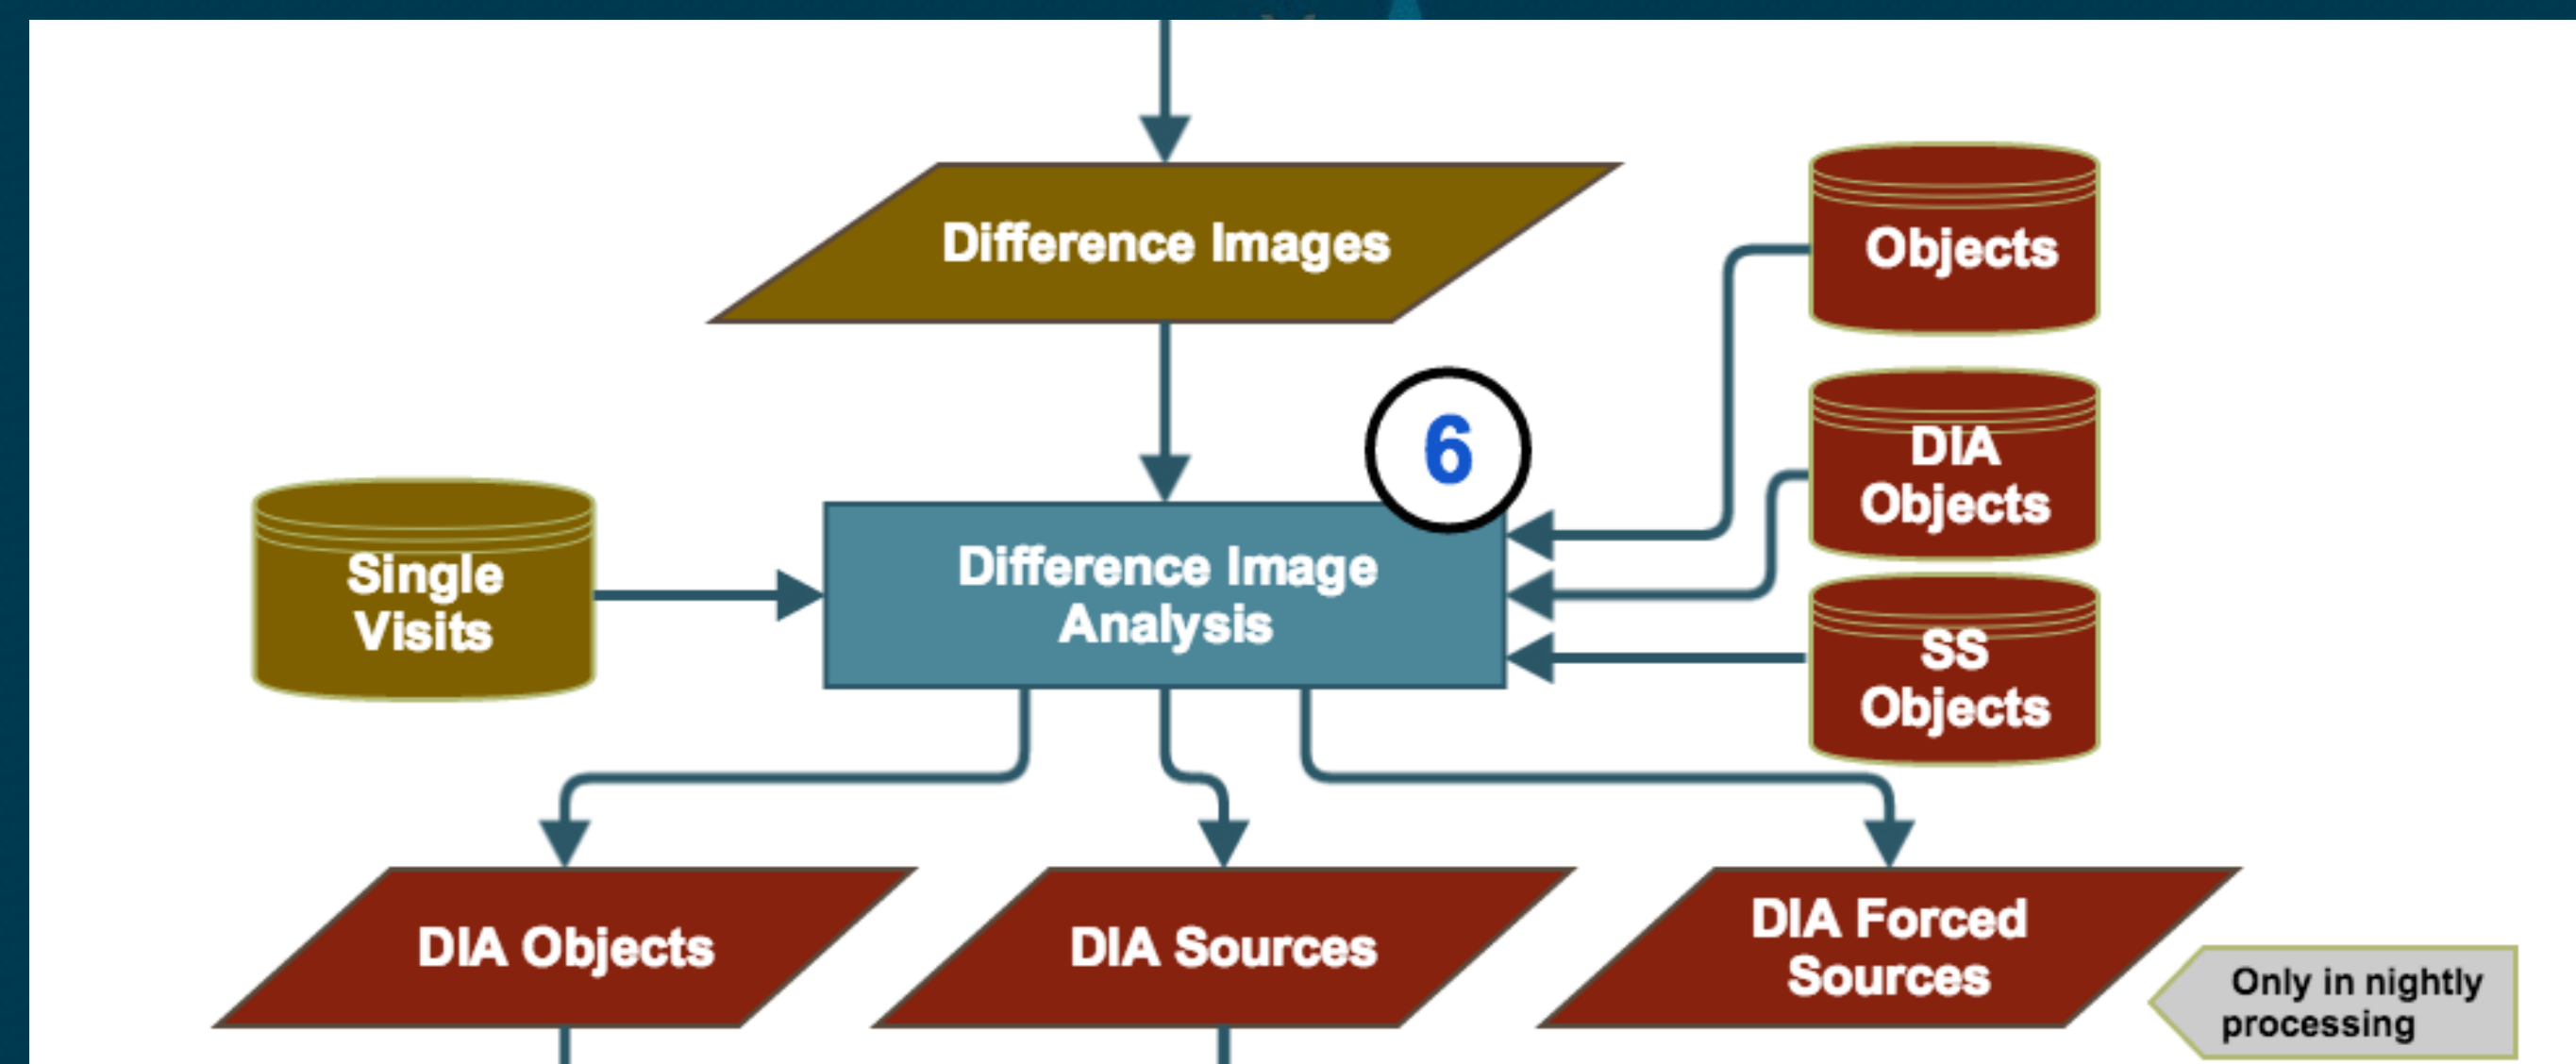 Difference Images
Objects
6
DIA
Objects
Single
Visits
Difference Image
Analysis
SS
Objects
DIA Objects
DIA Sources
DIA Forced
Sources
Only in nightly
processing